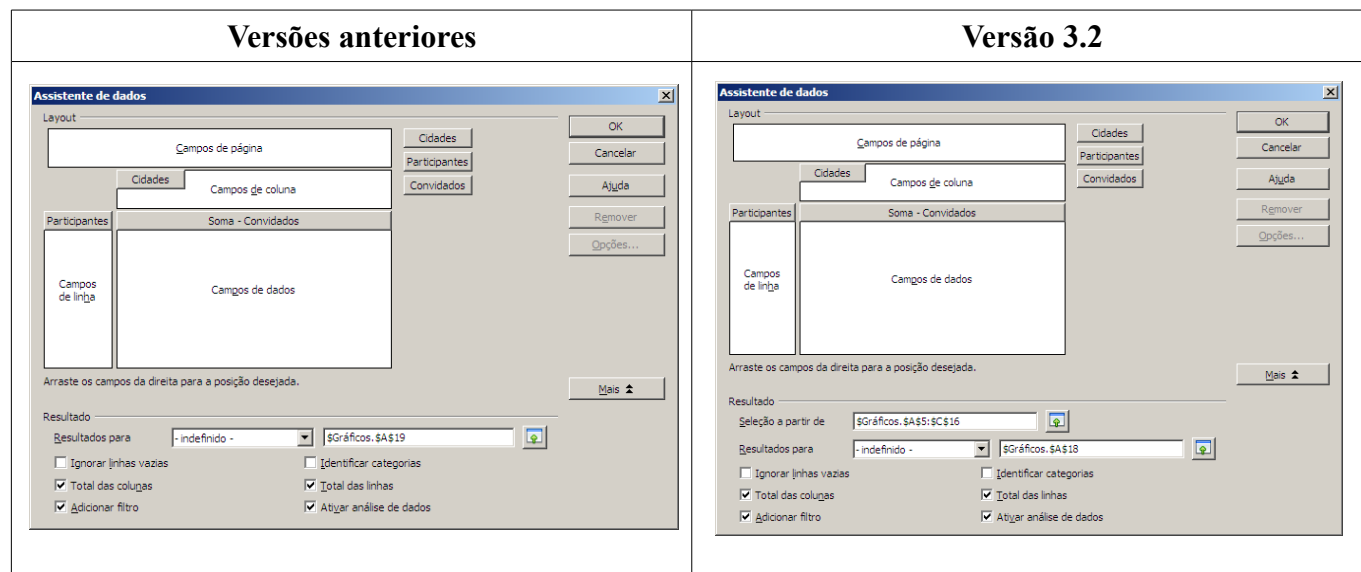 Versões anteriores
Versão 3.2
Assistente de dados
Layout
Campos de página
Cidades
Participantes
Convidados
Cidades
Campos de coluna
Participantes
Soma - Convidados
Campos de linha
Campos de dados
OK
Cancelar
Ajuda
Remover
Opções...
Arraste os campos da direita para a posição desejada.
Mais
Resultado
Resultados para
- indefinido -
$Gráficos.$A$19
Ignorar linhas vazias
Identificar categorias
Total das colunas
Total das linhas
Adicionar filtro
Ativar análise de dados
Assistente de dados
Layout
Campos de página
Cidades
Participantes
Convidados
Cidades
Campos de coluna
Participantes
Soma - Convidados
Campos de linha
Campos de dados
OK
Cancelar
Ajuda
Remover
Opções...
Arraste os campos da direita para a posição desejada.
Mais
Resultado
Seleção a partir de
$Gráficos.$A$5:$C$16
Resultados para
- indefinido -
$Gráficos.$A$18
Ignorar linhas vazias
Identificar categorias
Total das colunas
Total das linhas
Adicionar filtro
Ativar análise de dados